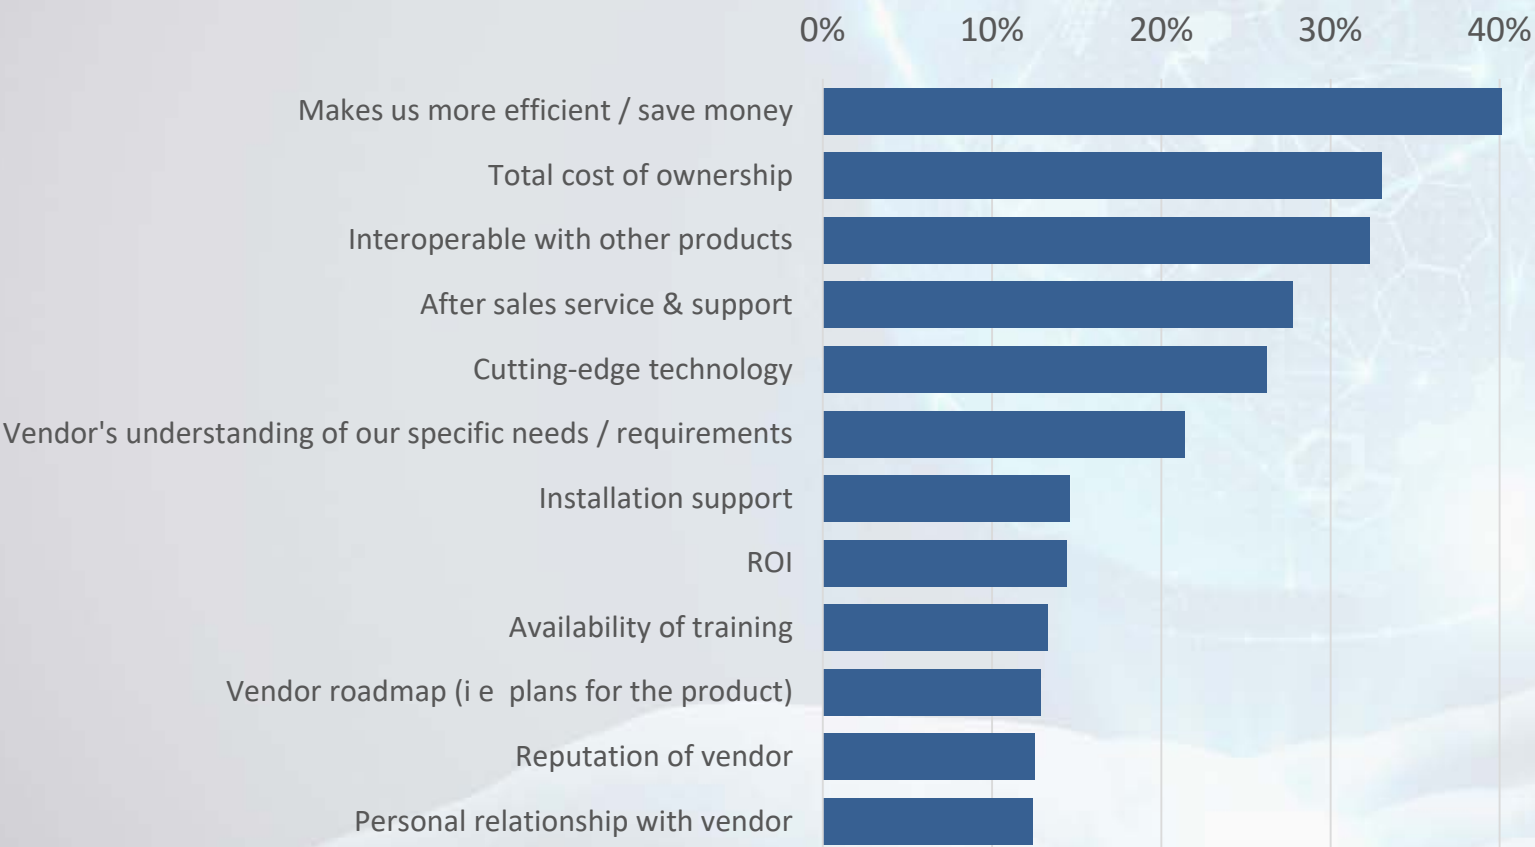 0% 10% 20% 30% 40%
Makes us more efficient / save money
Total cost of ownership
Interoperable with other products
After sales service & support
Cutting-edge technology
Vendor's understanding of our specific needs / requirements
Installation support
ROI
Availability of training
Vendor roadmap (i e  plans for the product)
Reputation of vendor
Personal relationship with vendor